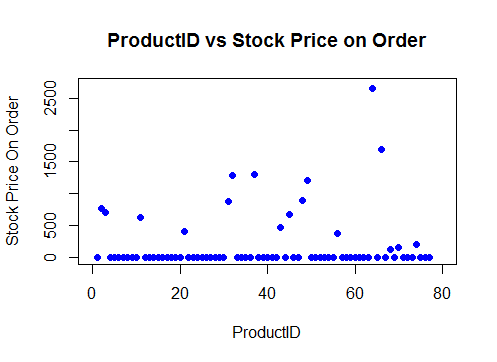 ProductID vs Stock Price on Order
Stock Price On Order
2500
1500
500
0
0 20 40 60 80
ProductID